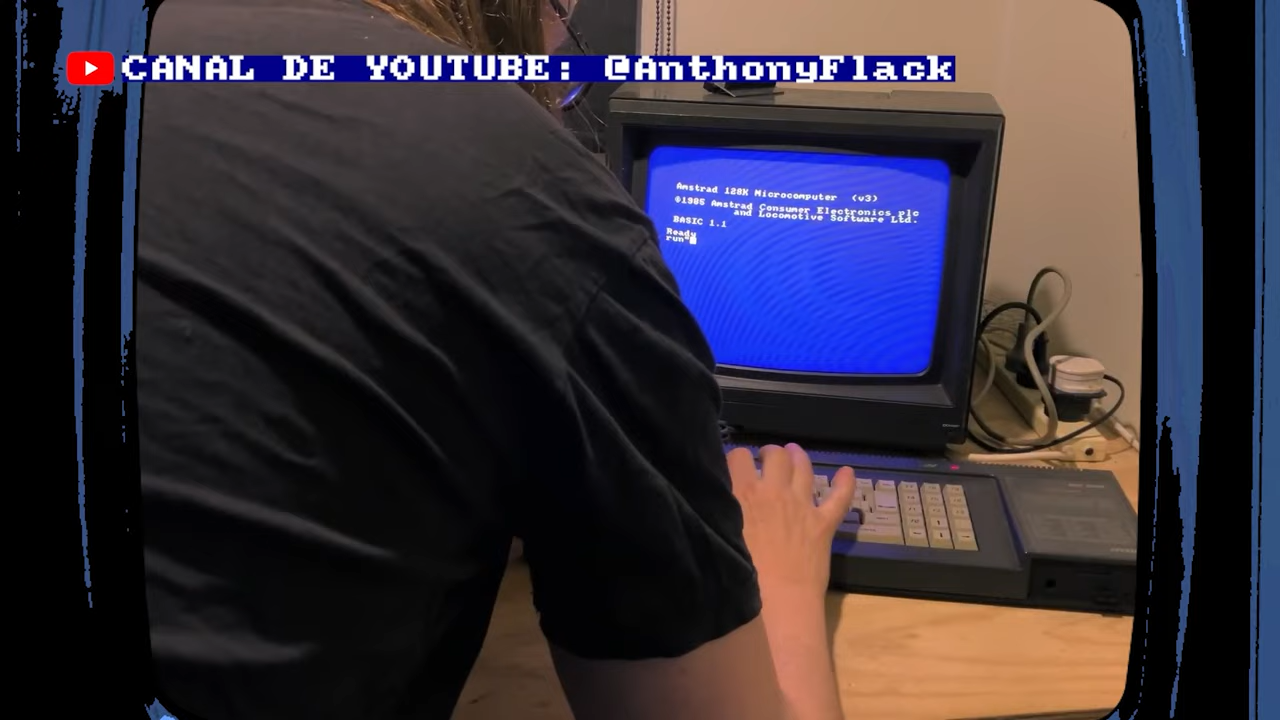 CANAL DE YOUTUBE: @AnthonyFlack
Amstrad 128K Microcomputer (v3)
©1985 Amstrad Consumer Electronics plc
and Locomotive Software Ltd.
BASIC 1.1
Ready
run"